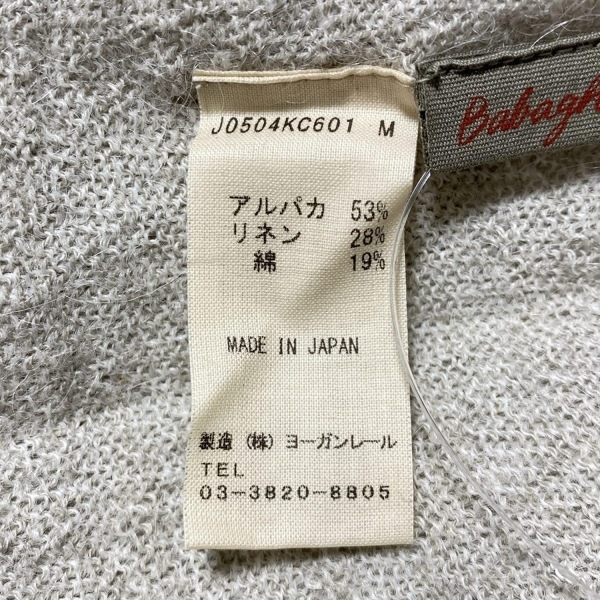 J0504KC601 M
Babagh
アルパカ 53%
リネン 28%
綿 19%
MADE IN JAPAN
製造 (株) ヨーガンレール
TEL
03-3820-8805